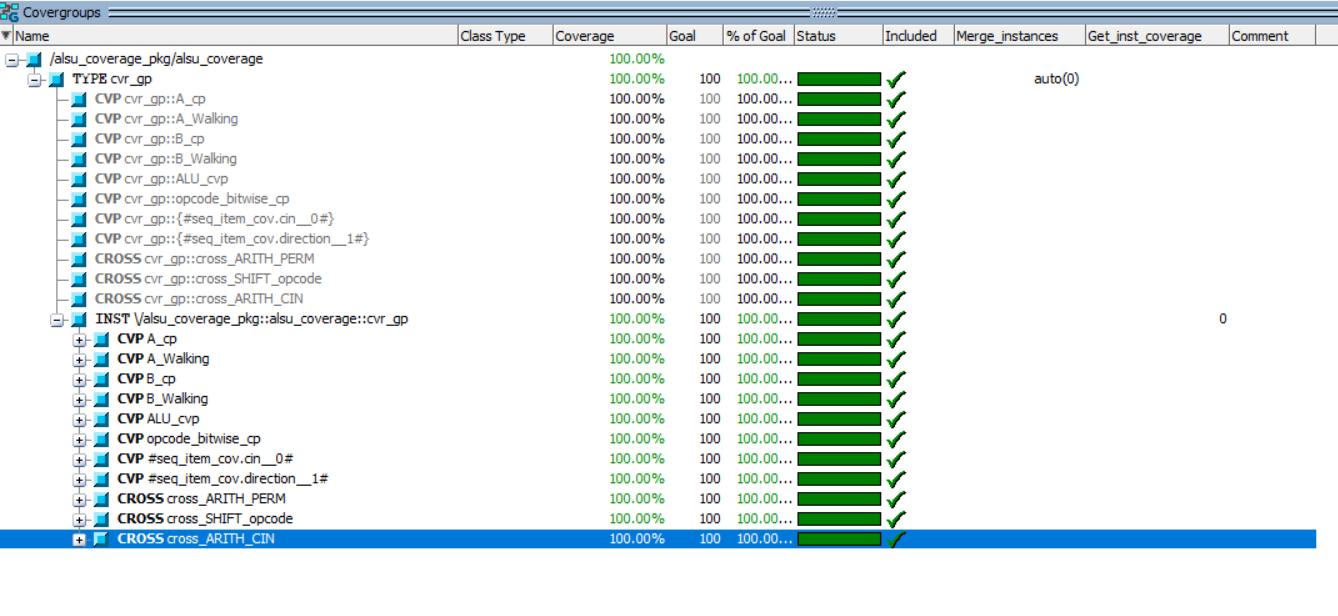 Covergroups
Name Class Type Coverage Goal % of Goal Status Included Merge_instances Get_inst_coverage Comment
/alsu_coverage_pkg/alsu_coverage 100.00%
TYPE cvr_gp 100.00% 100 100.00... auto(0)
CVP cvr_gp::A_cp 100.00% 100 100.00...
CVP cvr_gp::A_Walking 100.00% 100 100.00...
CVP cvr_gp::B_cp 100.00% 100 100.00...
CVP cvr_gp::B_Walking 100.00% 100 100.00...
CVP cvr_gp::ALU_cvp 100.00% 100 100.00...
CVP cvr_gp::opcode_bitwise_cp 100.00% 100 100.00...
CVP cvr_gp::{#seq_item_cov.cin__0#} 100.00% 100 100.00...
CVP cvr_gp::{#seq_item_cov.direction__1#} 100.00% 100 100.00...
CROSS cvr_gp::cross_ARITH_PERM 100.00% 100 100.00...
CROSS cvr_gp::cross_SHIFT_opcode 100.00% 100 100.00...
CROSS cvr_gp::cross_ARITH_CIN 100.00% 100 100.00...
INST \/alsu_coverage_pkg::alsu_coverage::cvr_gp 100.00% 100 100.00... 0
CVP A_cp 100.00% 100 100.00...
CVP A_Walking 100.00% 100 100.00...
CVP B_cp 100.00% 100 100.00...
CVP B_Walking 100.00% 100 100.00...
CVP ALU_cvp 100.00% 100 100.00...
CVP opcode_bitwise_cp 100.00% 100 100.00...
CVP #seq_item_cov.cin__0# 100.00% 100 100.00...
CVP #seq_item_cov.direction__1# 100.00% 100 100.00...
CROSS cross_ARITH_PERM 100.00% 100 100.00...
CROSS cross_SHIFT_opcode 100.00% 100 100.00...
CROSS cross_ARITH_CIN 100.00% 100 100.00...